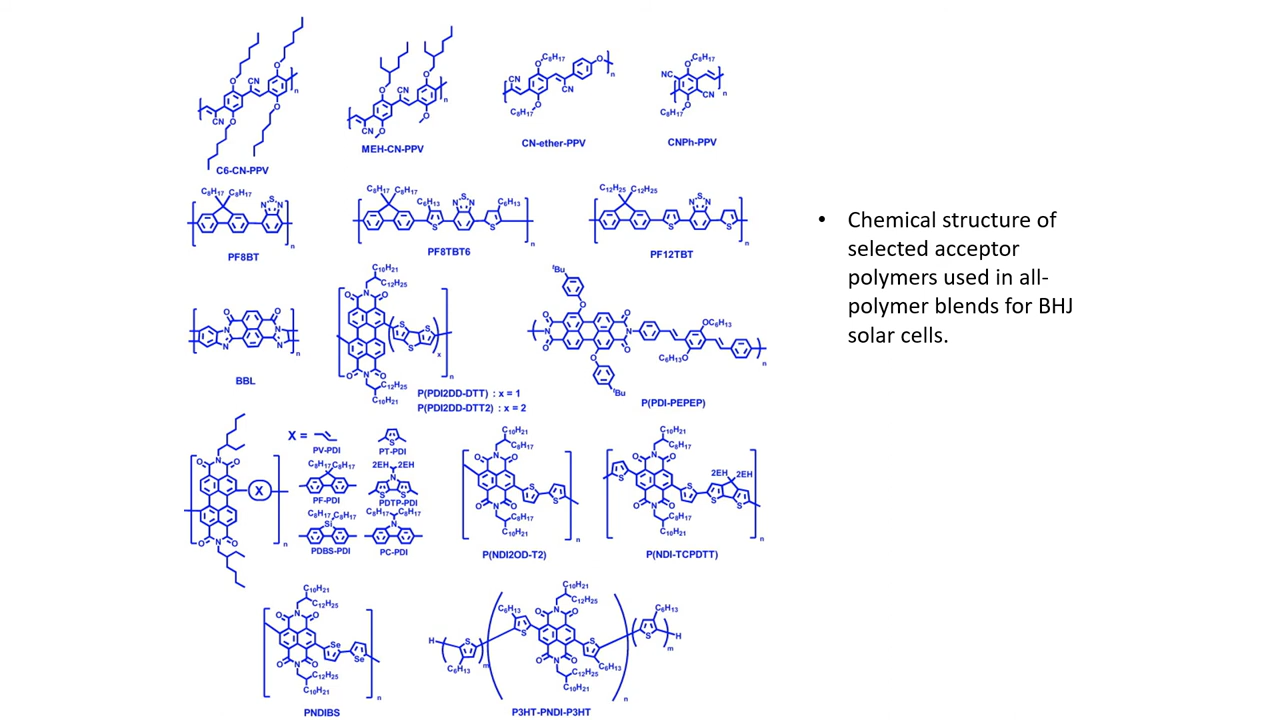 C6-CN-PPV
MEH-CN-PPV
CN-ether-PPV
CNPh-PPV
PF8BT
PF8TBT6
PF12TBT
BBL
P(PDI2DD-DTT) : x = 1
P(PDI2DD-DTT2) : x = 2
P(PDI-PEPEP)
X =
PV-PDI
PT-PDI
PF-PDI
PDTP-PDI
PDBS-PDI
PC-PDI
P(NDI2OD-T2)
P(NDI-TCPDTT)
PNDIBS
P3HT-PNDI-P3HT
• Chemical structure of
selected acceptor
polymers used in all-
polymer blends for BHJ
solar cells.